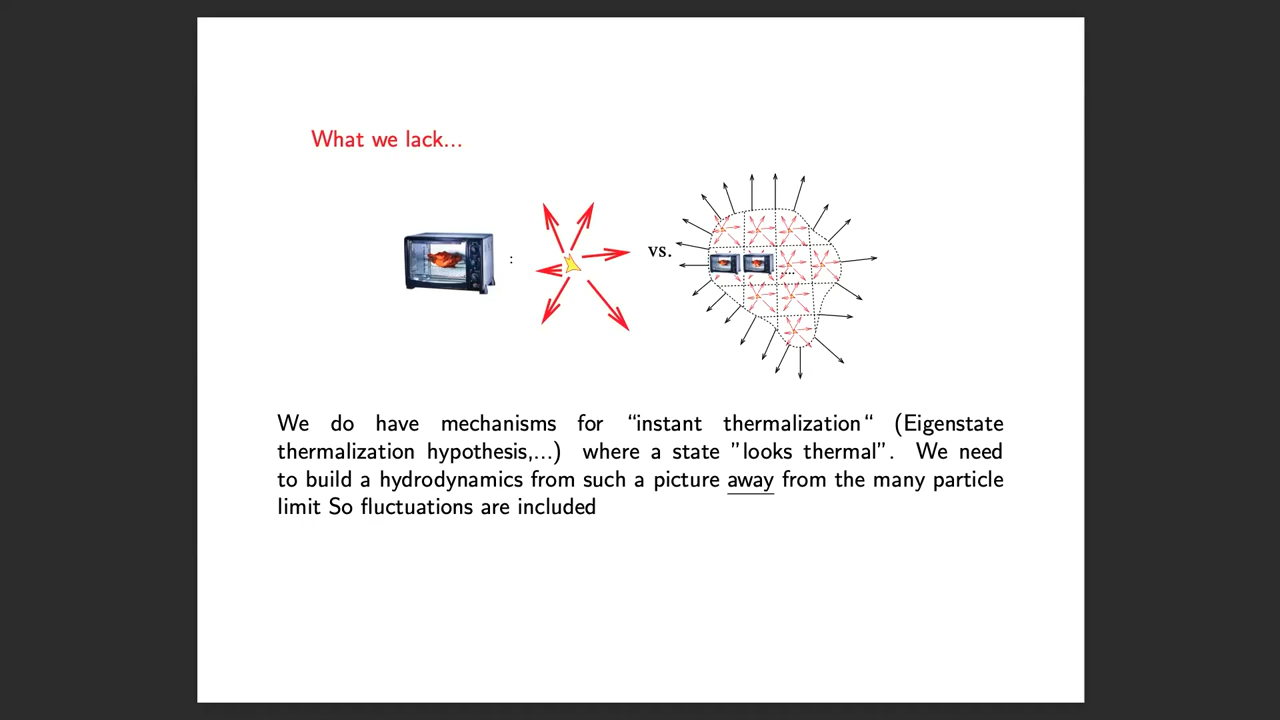 What we lack...
: vs.
We do have mechanisms for “instant thermalization“ (Eigenstate
thermalization hypothesis,...) where a state ”looks thermal”. We need
to build a hydrodynamics from such a picture away from the many particle
limit So fluctuations are included